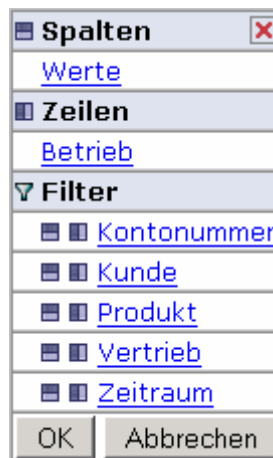 Spalten
Werte
Zeilen
Betrieb
Filter
Kontonummer
Kunde
Produkt
Vertrieb
Zeitraum
OK Abbrechen